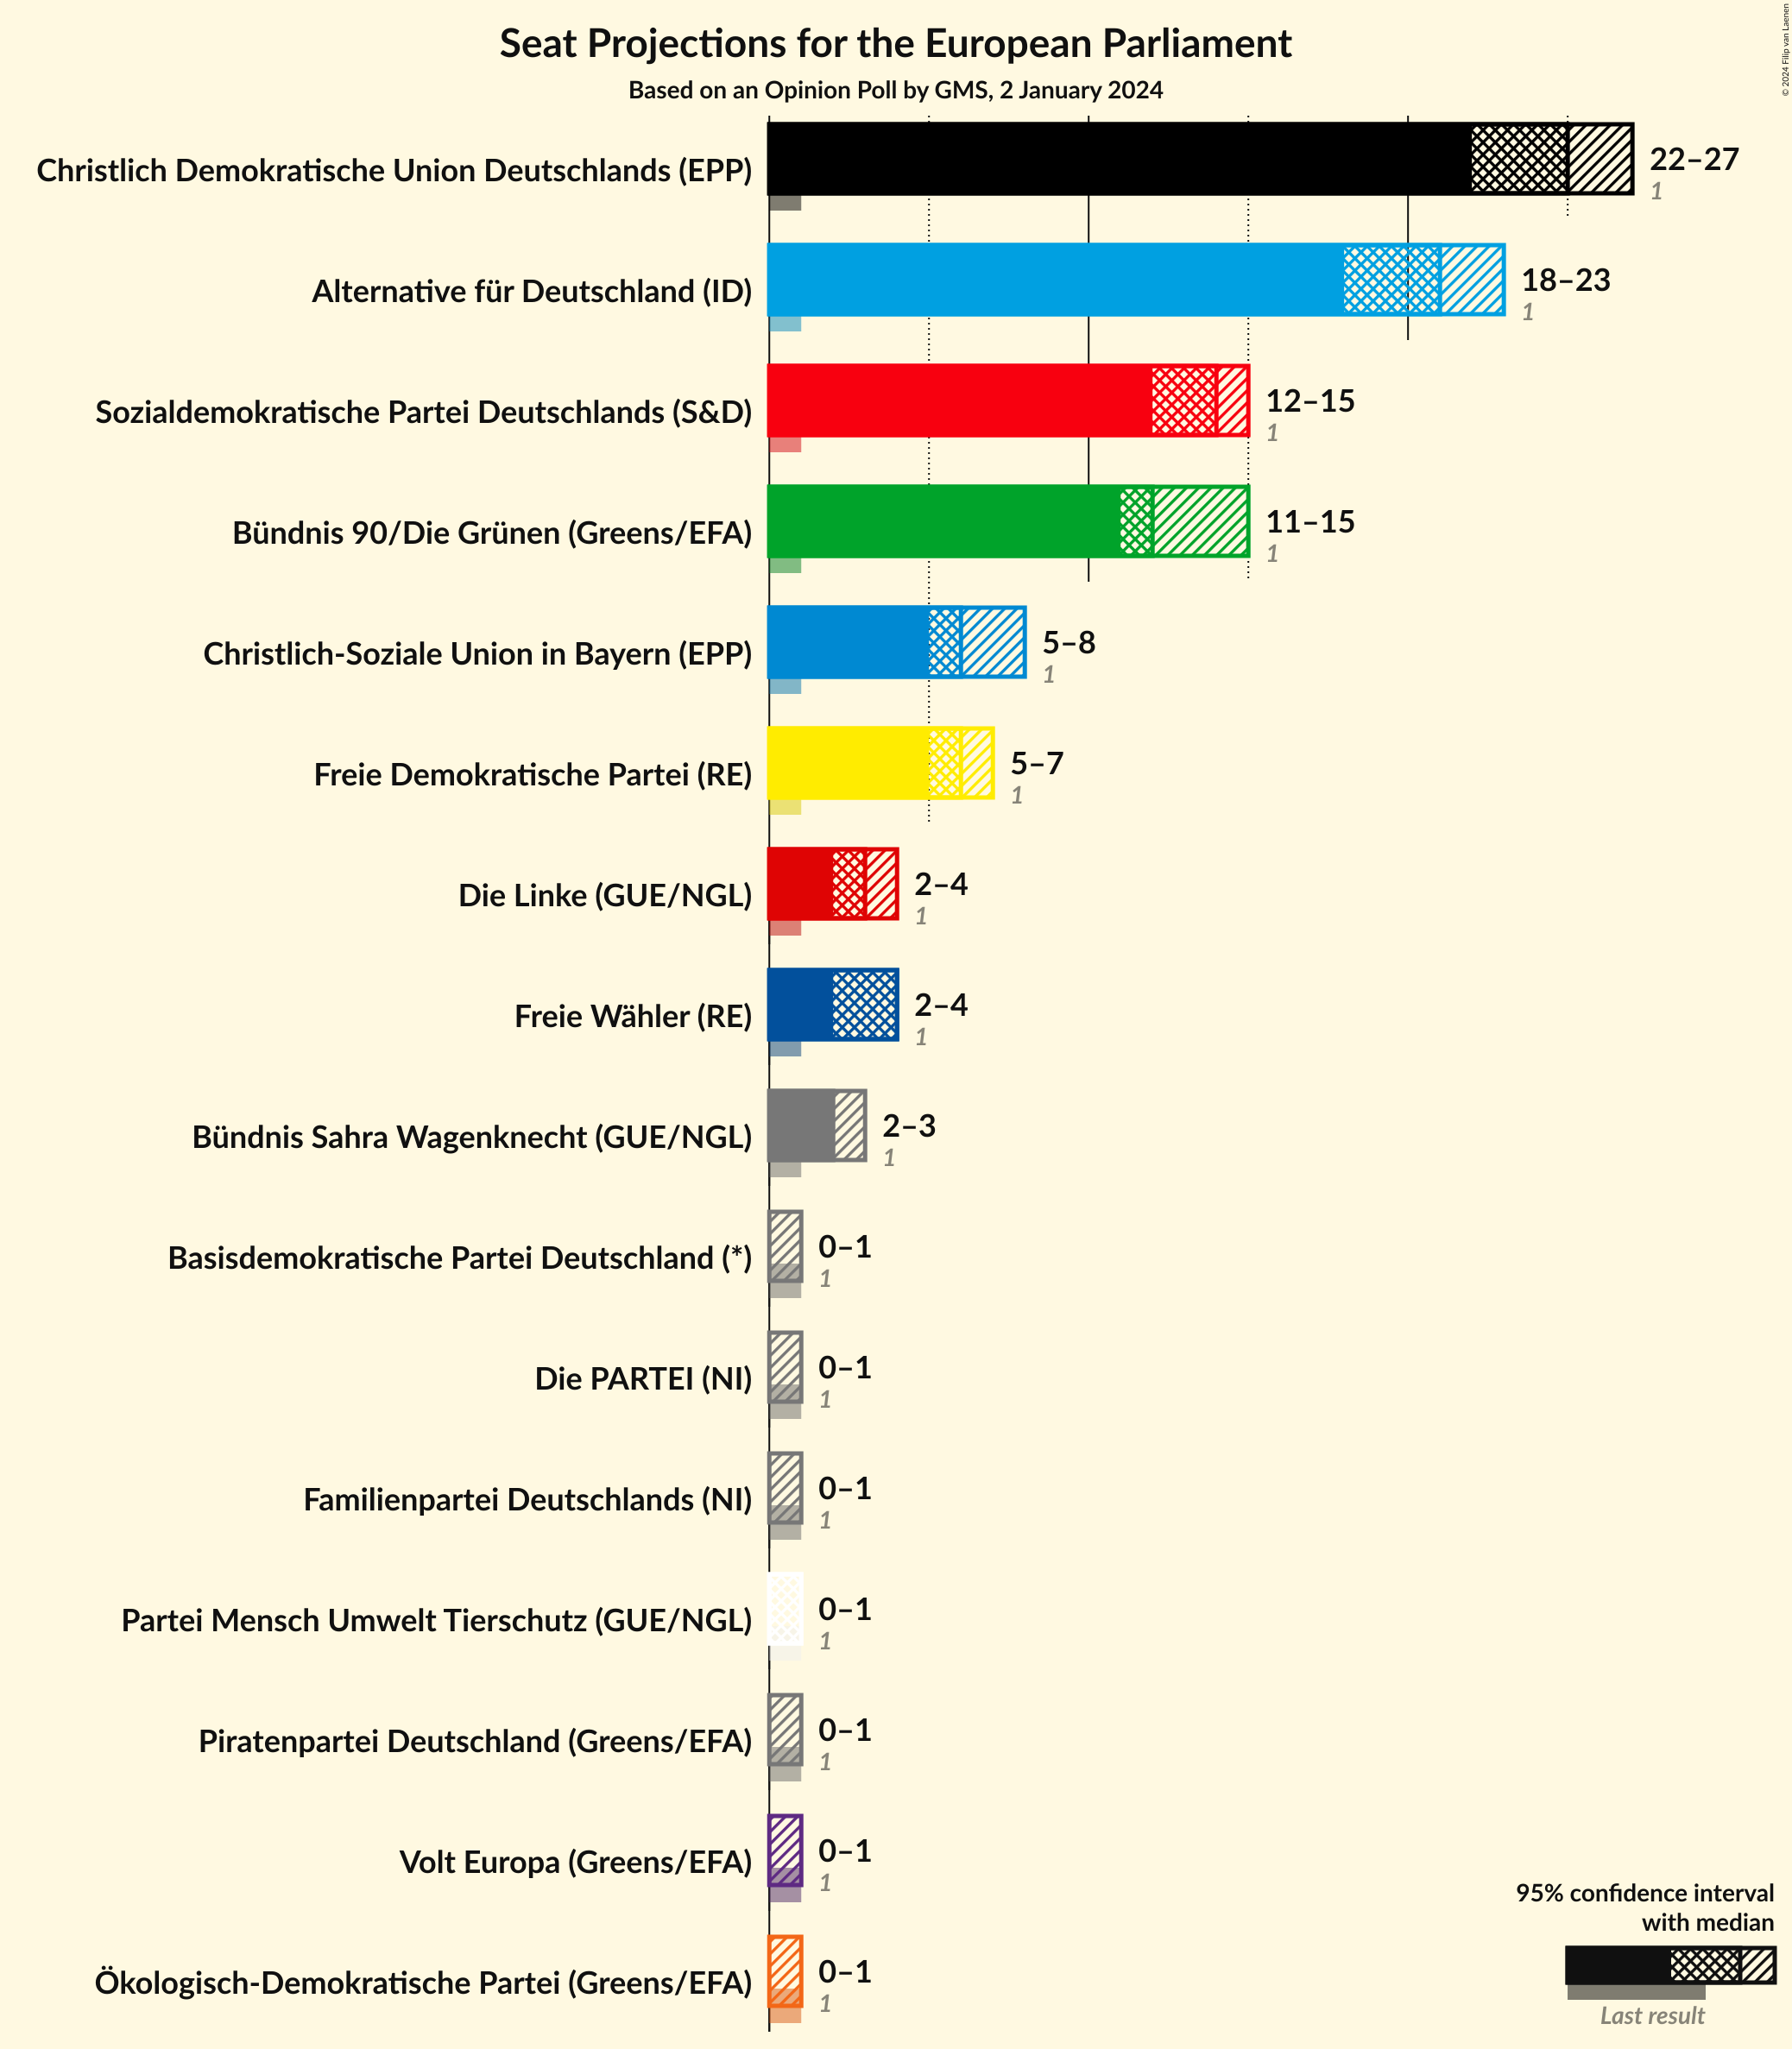 Seat Projections for the European Parliament
Based on an Opinion Poll by GMS, 2 January 2024
© 2024 Filip van Laenen
Christlich Demokratische Union Deutschlands (EPP)
22–27
1
Alternative für Deutschland (ID)
18–23
1
Sozialdemokratische Partei Deutschlands (S&D)
12–15
1
Bündnis 90/Die Grünen (Greens/EFA)
11–15
1
Christlich-Soziale Union in Bayern (EPP)
5–8
1
Freie Demokratische Partei (RE)
5–7
1
Die Linke (GUE/NGL)
2–4
1
Freie Wähler (RE)
2–4
1
Bündnis Sahra Wagenknecht (GUE/NGL)
2–3
1
Basisdemokratische Partei Deutschland (*)
0–1
1
Die PARTEI (NI)
0–1
1
Familienpartei Deutschlands (NI)
0–1
1
Partei Mensch Umwelt Tierschutz (GUE/NGL)
0–1
1
Piratenpartei Deutschland (Greens/EFA)
0–1
1
Volt Europa (Greens/EFA)
0–1
1
Ökologisch-Demokratische Partei (Greens/EFA)
0–1
1
95% confidence interval
with median
Last result